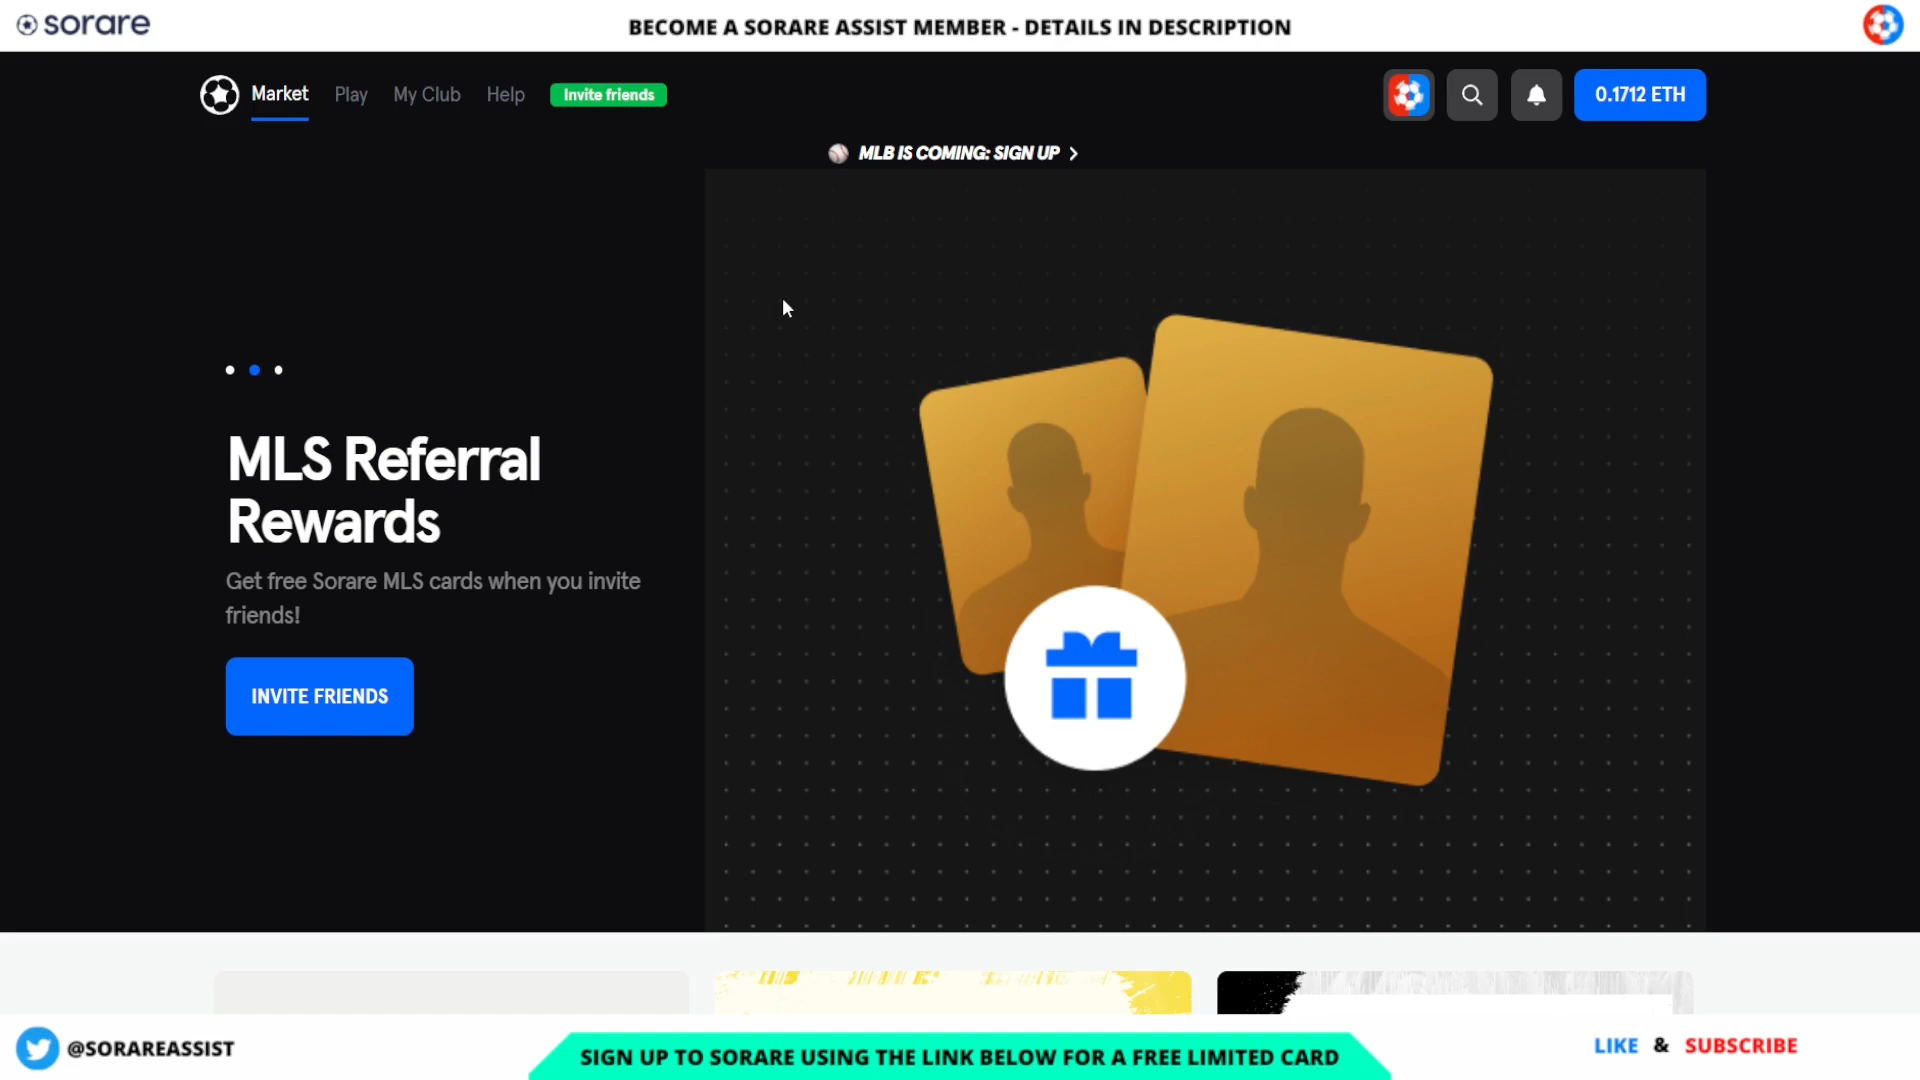 sorare
BECOME A SORARE ASSIST MEMBER - DETAILS IN DESCRIPTION
Market
Play
My Club
Help
Invite friends
0.1712 ETH
MLB IS COMING: SIGN UP
MLS Referral
Rewards
Get free Sorare MLS cards when you invite
friends!
INVITE FRIENDS
@SORAREASSIST
SIGN UP TO SORARE USING THE LINK BELOW FOR A FREE LIMITED CARD
LIKE & SUBSCRIBE